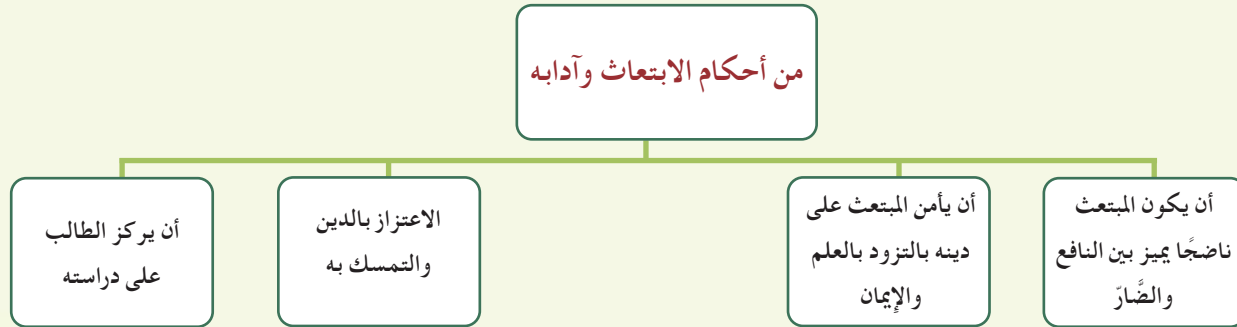 من أحكام الابتعاث وآدابه
أن يكون المبتعث
ناضجًا يميز بين النافع
والضَّارّ
أن يأمن المبتعث على
دينه بالتزود بالعلم
والإيمان
الاعتزاز بالدين
والتمسك به
أن يركز الطالب
على دراسته